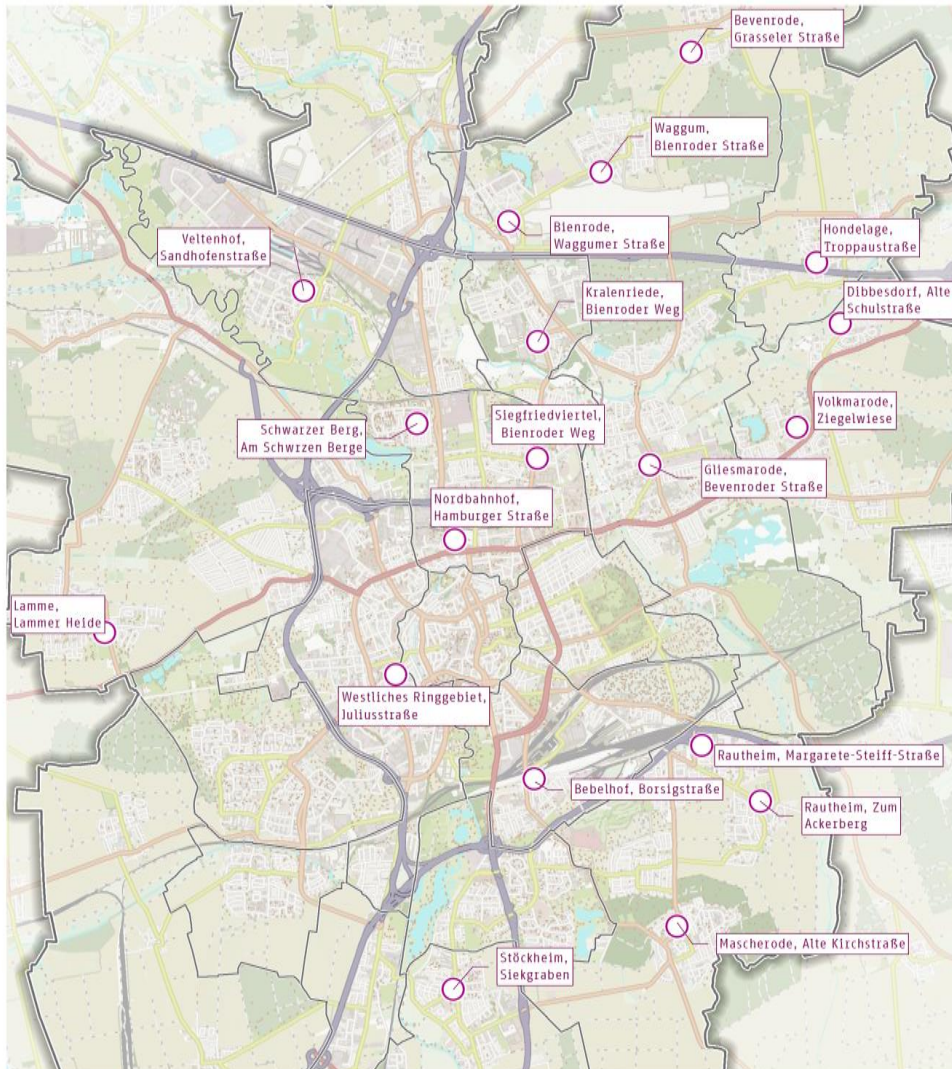 Bevenrode,
Grasseler Straße
Waggum,
Bienroder Straße
Bienrode,
Waggumer Straße
Hondelage,
Troppaustraße
Veltenhof,
Sandhofenstraße
Kralenriede,
Bienroder Weg
Dibbesdorf, Alte
Schulstraße
Volkmarode,
Ziegelwiese
Siegfriedviertel,
Bienroder Weg
Schwarzer Berg,
Am Schwrzen Berge
Gliesmarode,
Bevenroder Straße
Nordbahnhof,
Hamburger Straße
Lamme,
Lammer Heide
Westliches Ringgebiet,
Juliusstraße
Rautheim, Margarete-Steiff-Straße
Bebelhof, Borsigstraße
Rautheim, Zum
Ackerberg
Mascherode, Alte Kirchstraße
Stöckheim,
Siekgraben